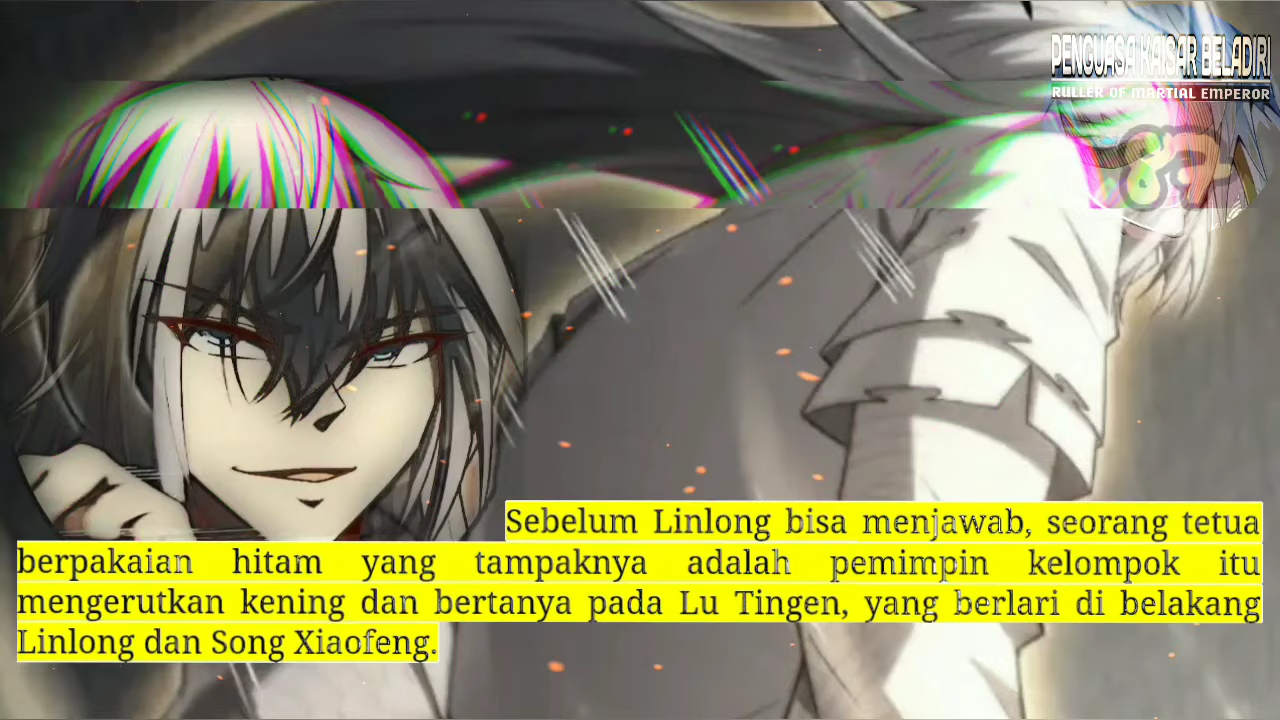 PENGUASA KAISAR BELADIRI
RULLER OF MARTIAL EMPEROR
Sebelum Linlong bisa menjawab, seorang tetua
berpakaian hitam yang tampaknya adalah pemimpin kelompok itu
mengerutkan kening dan bertanya pada Lu Tingen, yang berlari di belakang
Linlong dan Song Xiaofeng.